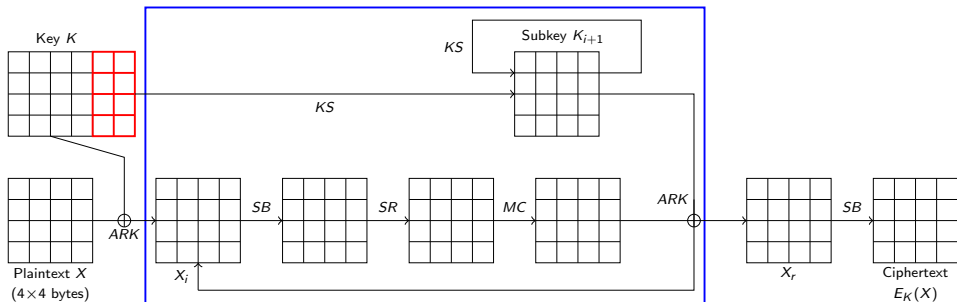 Key K
Subkey K_{i+1}
KS
KS
ARK
SB
SR
MC
ARK
SB
Plaintext X
(4×4 bytes)
X_i
X_r
Ciphertext
E_K(X)